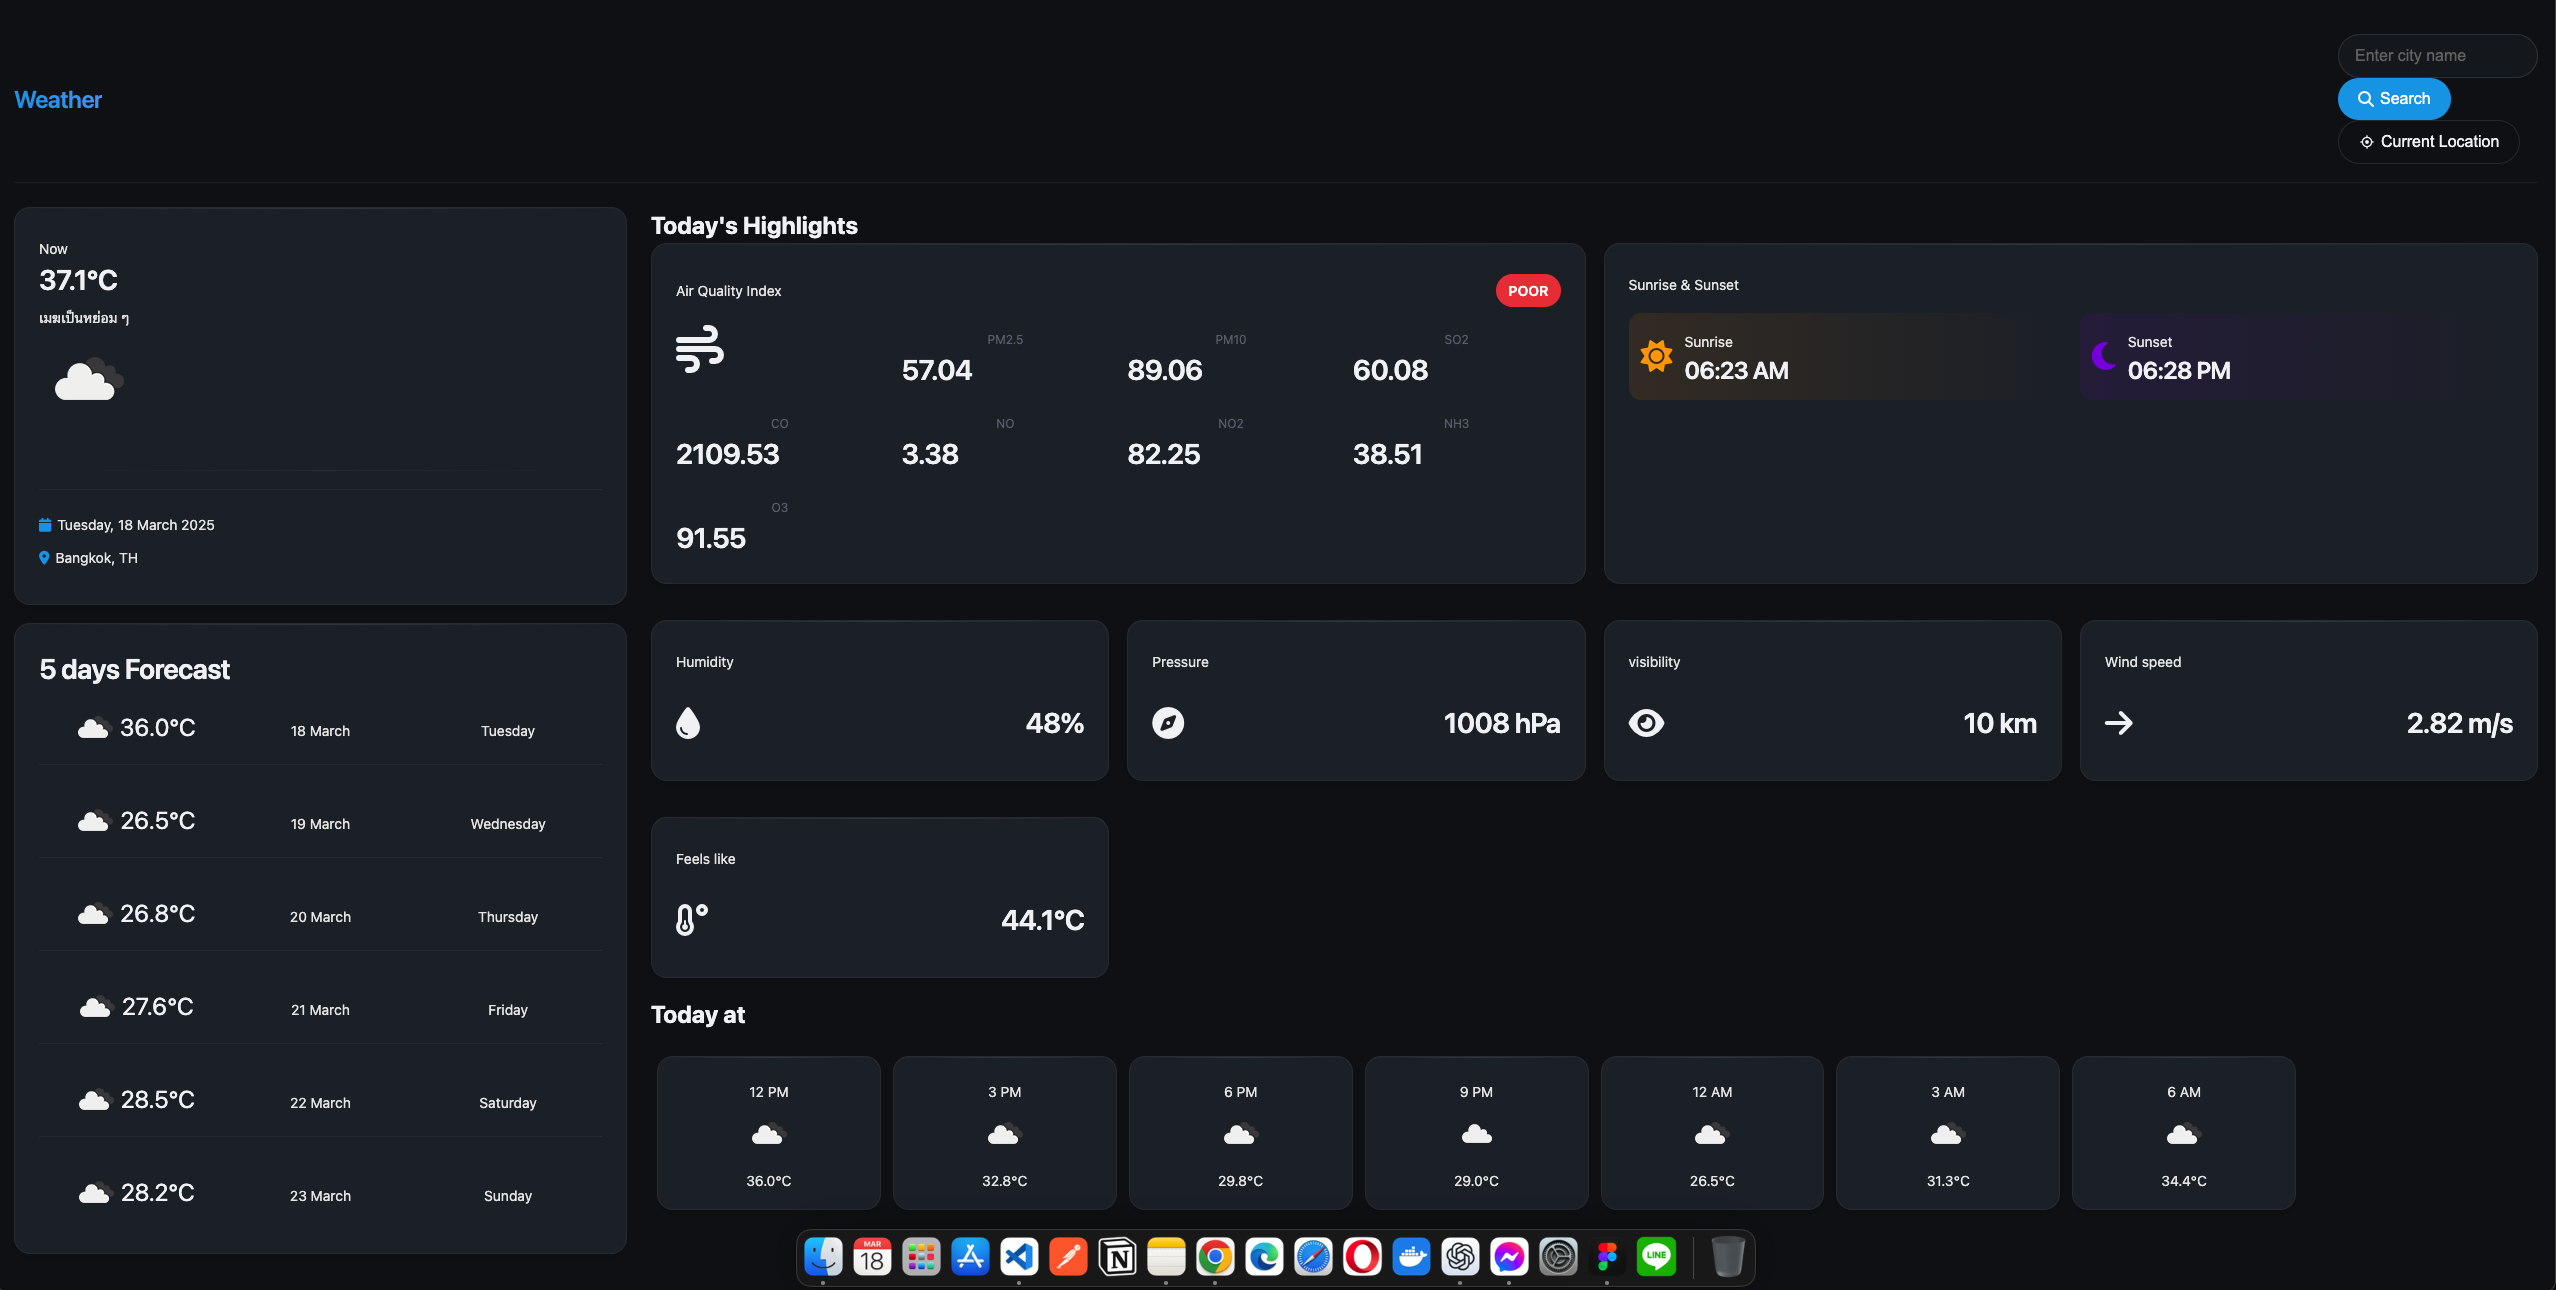 Enter city name
Weather
Search
Current Location
Now
37.1°C
เมฆเป็นหย่อม ๆ
Tuesday, 18 March 2025
Bangkok, TH
5 days Forecast
36.0°C 18 March Tuesday
26.5°C 19 March Wednesday
26.8°C 20 March Thursday
27.6°C 21 March Friday
28.5°C 22 March Saturday
28.2°C 23 March Sunday
Today's Highlights
Air Quality Index POOR
PM2.5 PM10 SO2
57.04 89.06 60.08
CO NO NO2 NH3
2109.53 3.38 82.25 38.51
O3
91.55
Sunrise & Sunset
Sunrise Sunset
06:23 AM 06:28 PM
Humidity
48%
Pressure
1008 hPa
visibility
10 km
Wind speed
2.82 m/s
Feels like
44.1°C
Today at
12 PM 3 PM 6 PM 9 PM 12 AM 3 AM 6 AM
36.0°C 32.8°C 29.8°C 29.0°C 26.5°C 31.3°C 34.4°C
MAR
18
LINE